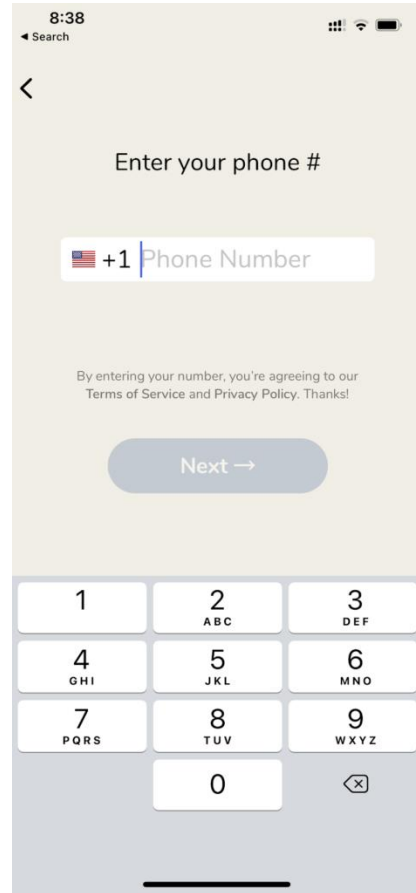 8:38
◀ Search
Enter your phone #
+1 Phone Number
By entering your number, you're agreeing to our
Terms of Service and Privacy Policy. Thanks!
Next →
1
2
ABC
3
DEF
4
GHI
5
JKL
6
MNO
7
PQRS
8
TUV
9
WXYZ
0